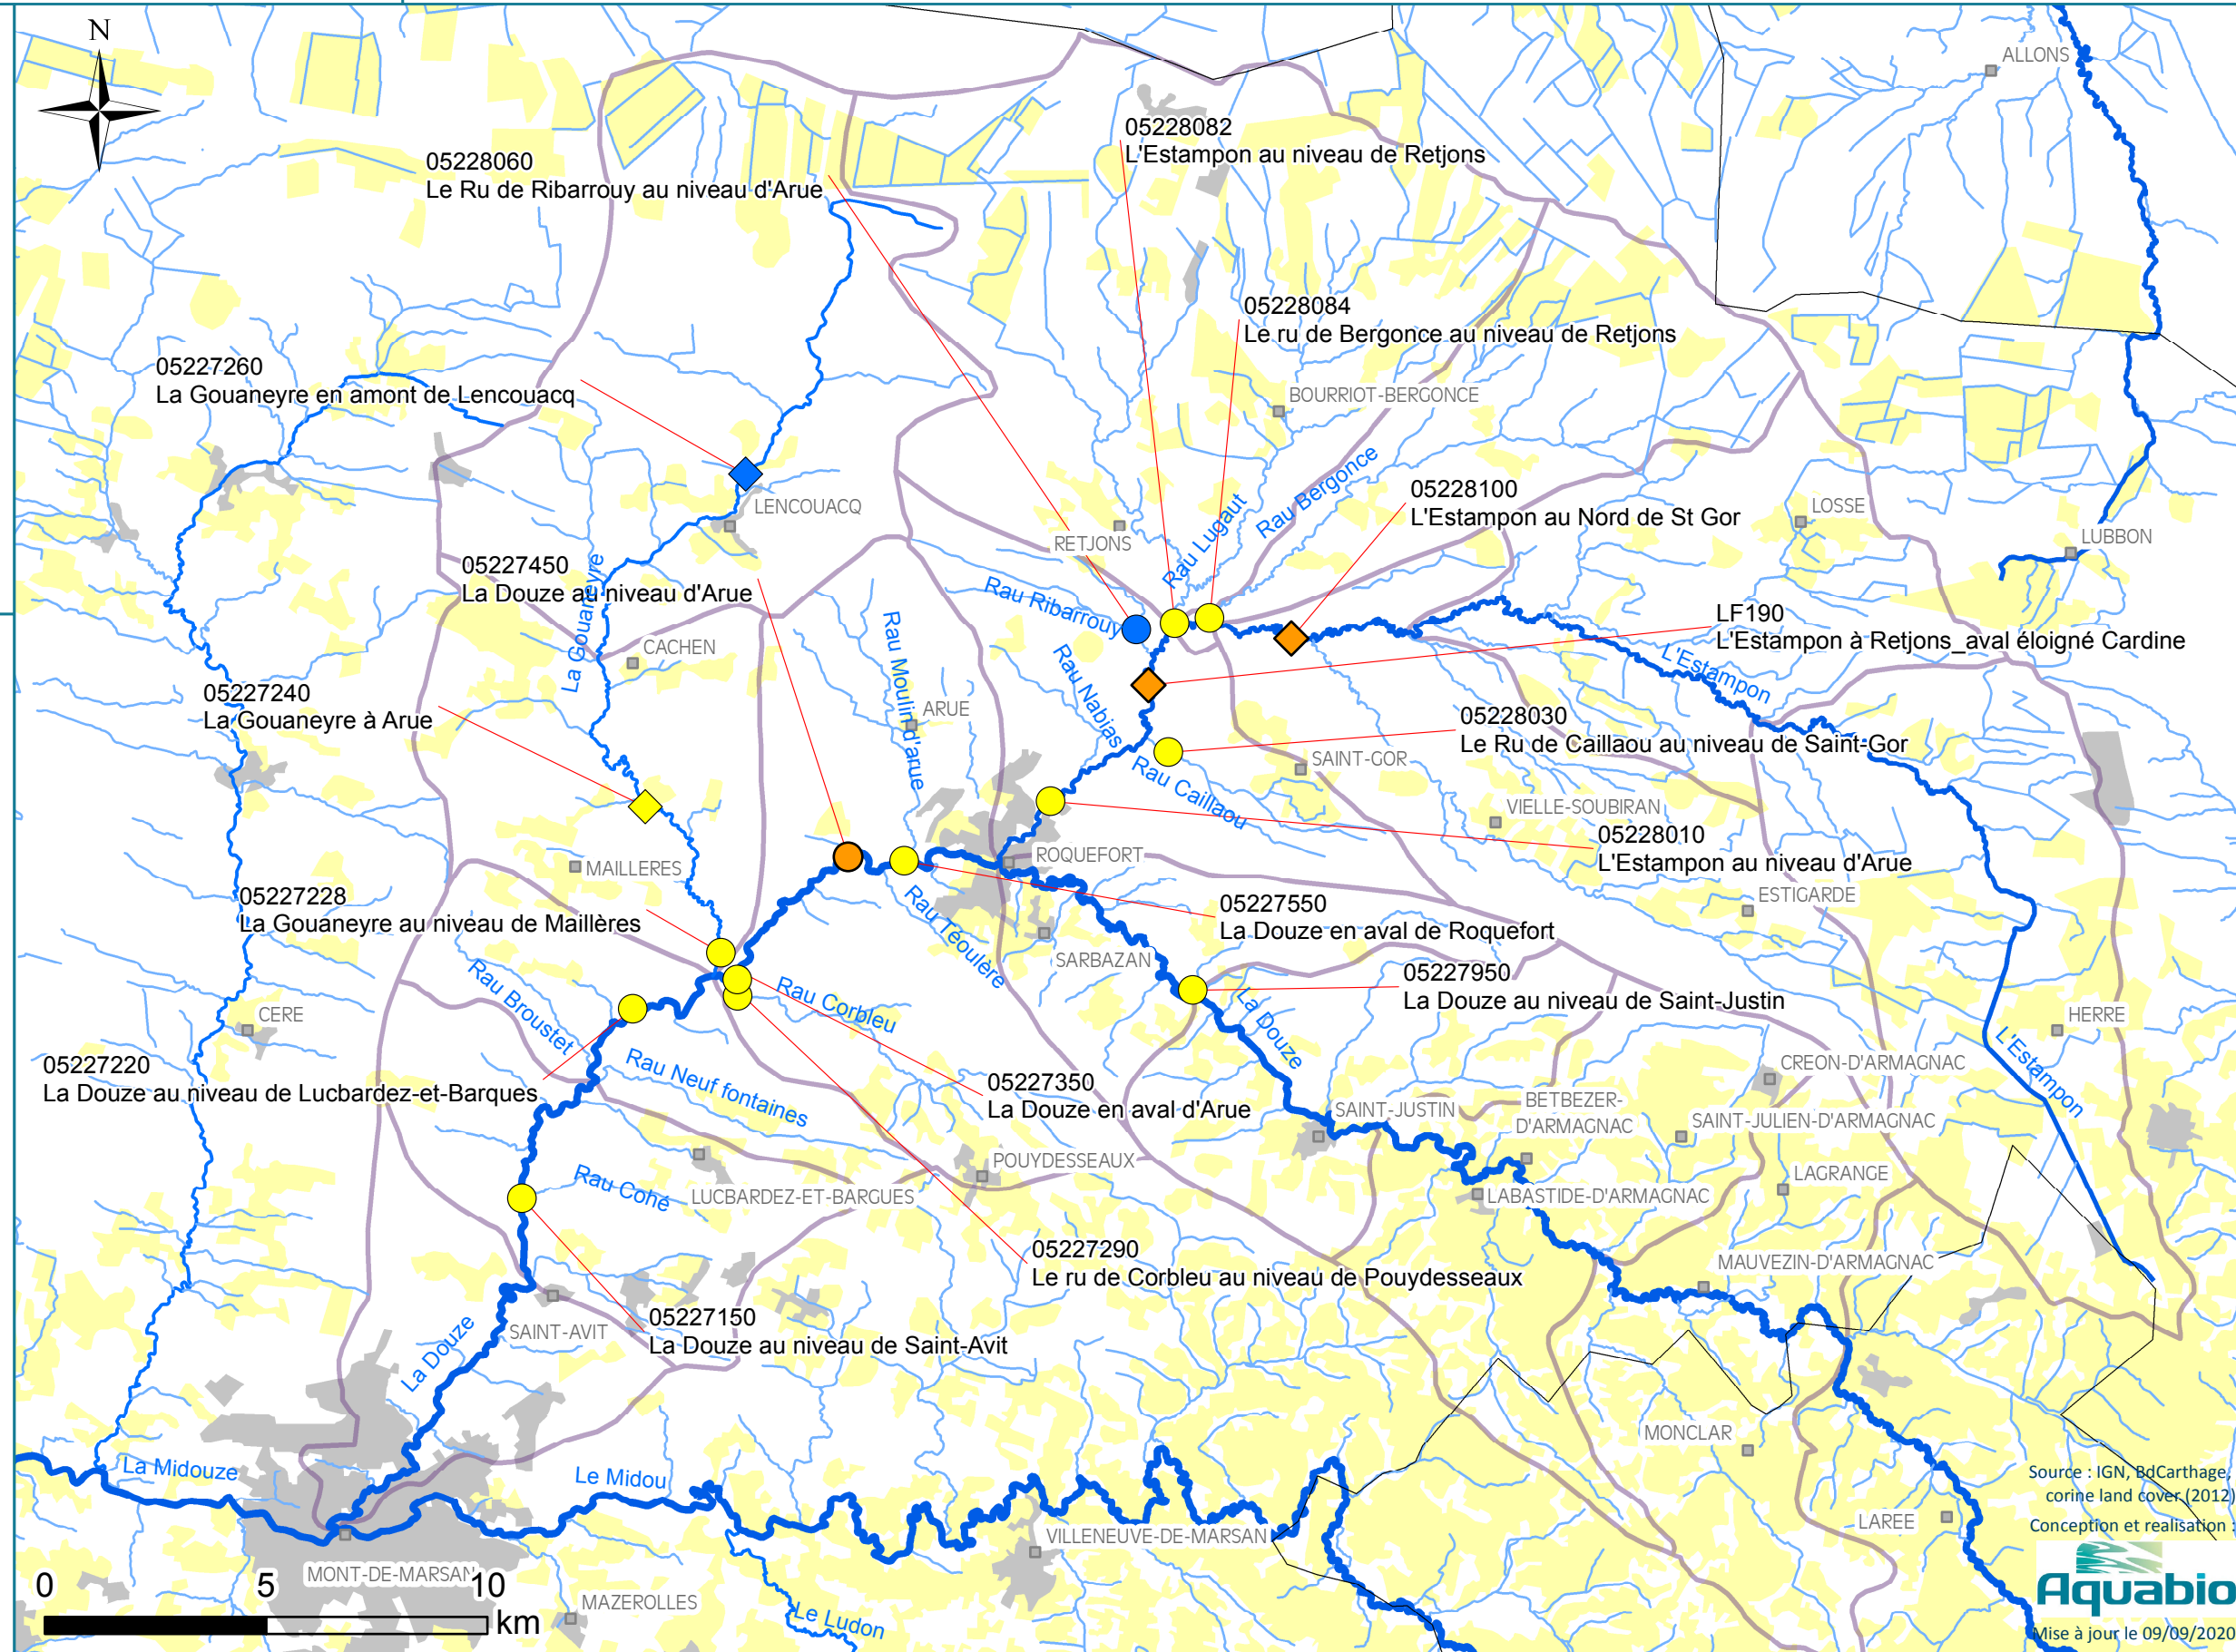 N
ALLONS
05228082
L'Estampon au niveau de Retjons
05228060
Le Ru de Ribarrouy au niveau d'Arue
05228084
Le ru de Bergonce au niveau de Retjons
05227260
La Gouaneyre en amont de Lencouacq
BOURRIOT-BERGONCE
Rau Bergonce
Rau Lugaut
05228100
L'Estampon au Nord de St Gor
LENCOUACQ
LOSSE
LUBBON
RETJONS
05227450
La Douze au niveau d'Arue
La Gouaneyre
Rau Ribarrouy
LF190
L'Estampon à Retjons_aval éloigné Cardine
Rau Moulin d'arue
Rau Nabias
CACHEN
L'Estampon
05227240
La Gouaneyre à Arue
ARUE
05228030
Le Ru de Caillaou au niveau de Saint-Gor
SAINT-GOR
Rau Caillaou
VIELLE-SOUBIRAN
05228010
L'Estampon au niveau d'Arue
ROQUEFORT
MAILLERES
05227228
La Gouaneyre au niveau de Maillères
Rau Téoulère
05227550
La Douze en aval de Roquefort
ESTIGARDE
SARBAZAN
05227950
La Douze au niveau de Saint-Justin
Rau Broustet
Rau Corbleu
La Douze
CERE
HERRE
L'Estampon
05227220
La Douze au niveau de Lucbardez-et-Barques
Rau Neuf fontaines
05227350
La Douze en aval d'Arue
CREON-D'ARMAGNAC
SAINT-JUSTIN
BETBEZER-
D'ARMAGNAC
SAINT-JULIEN-D'ARMAGNAC
POUYDESSEAUX
LAGRANGE
Rau Cohé
LUCBARDEZ-ET-BARGUES
LABASTIDE-D'ARMAGNAC
05227290
Le ru de Corbleu au niveau de Pouydesseaux
MAUVEZIN-D'ARMAGNAC
05227150
La Douze au niveau de Saint-Avit
SAINT-AVIT
La Douze
MONCLAR
La Midouze
Le Midou
Source : IGN, BdCarthage,
corine land cover (2012)
Conception et realisation :
LAREE
VILLENEUVE-DE-MARSAN
MONT-DE-MARSAN
0 5 10
km
MAZEROLLES
Le Ludon
Aquabio
Mise à jour le 09/09/2020